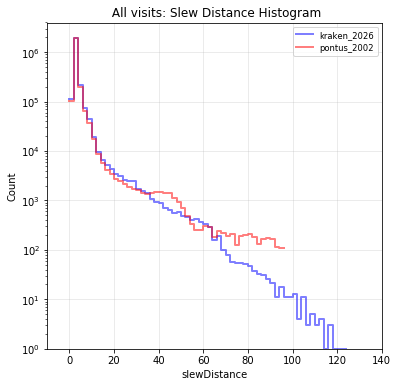 All visits: Slew Distance Histogram
kraken_2026
pontus_2002
Count
10^6
10^5
10^4
10^3
10^2
10^1
10^0
0 20 40 60 80 100 120 140
slewDistance